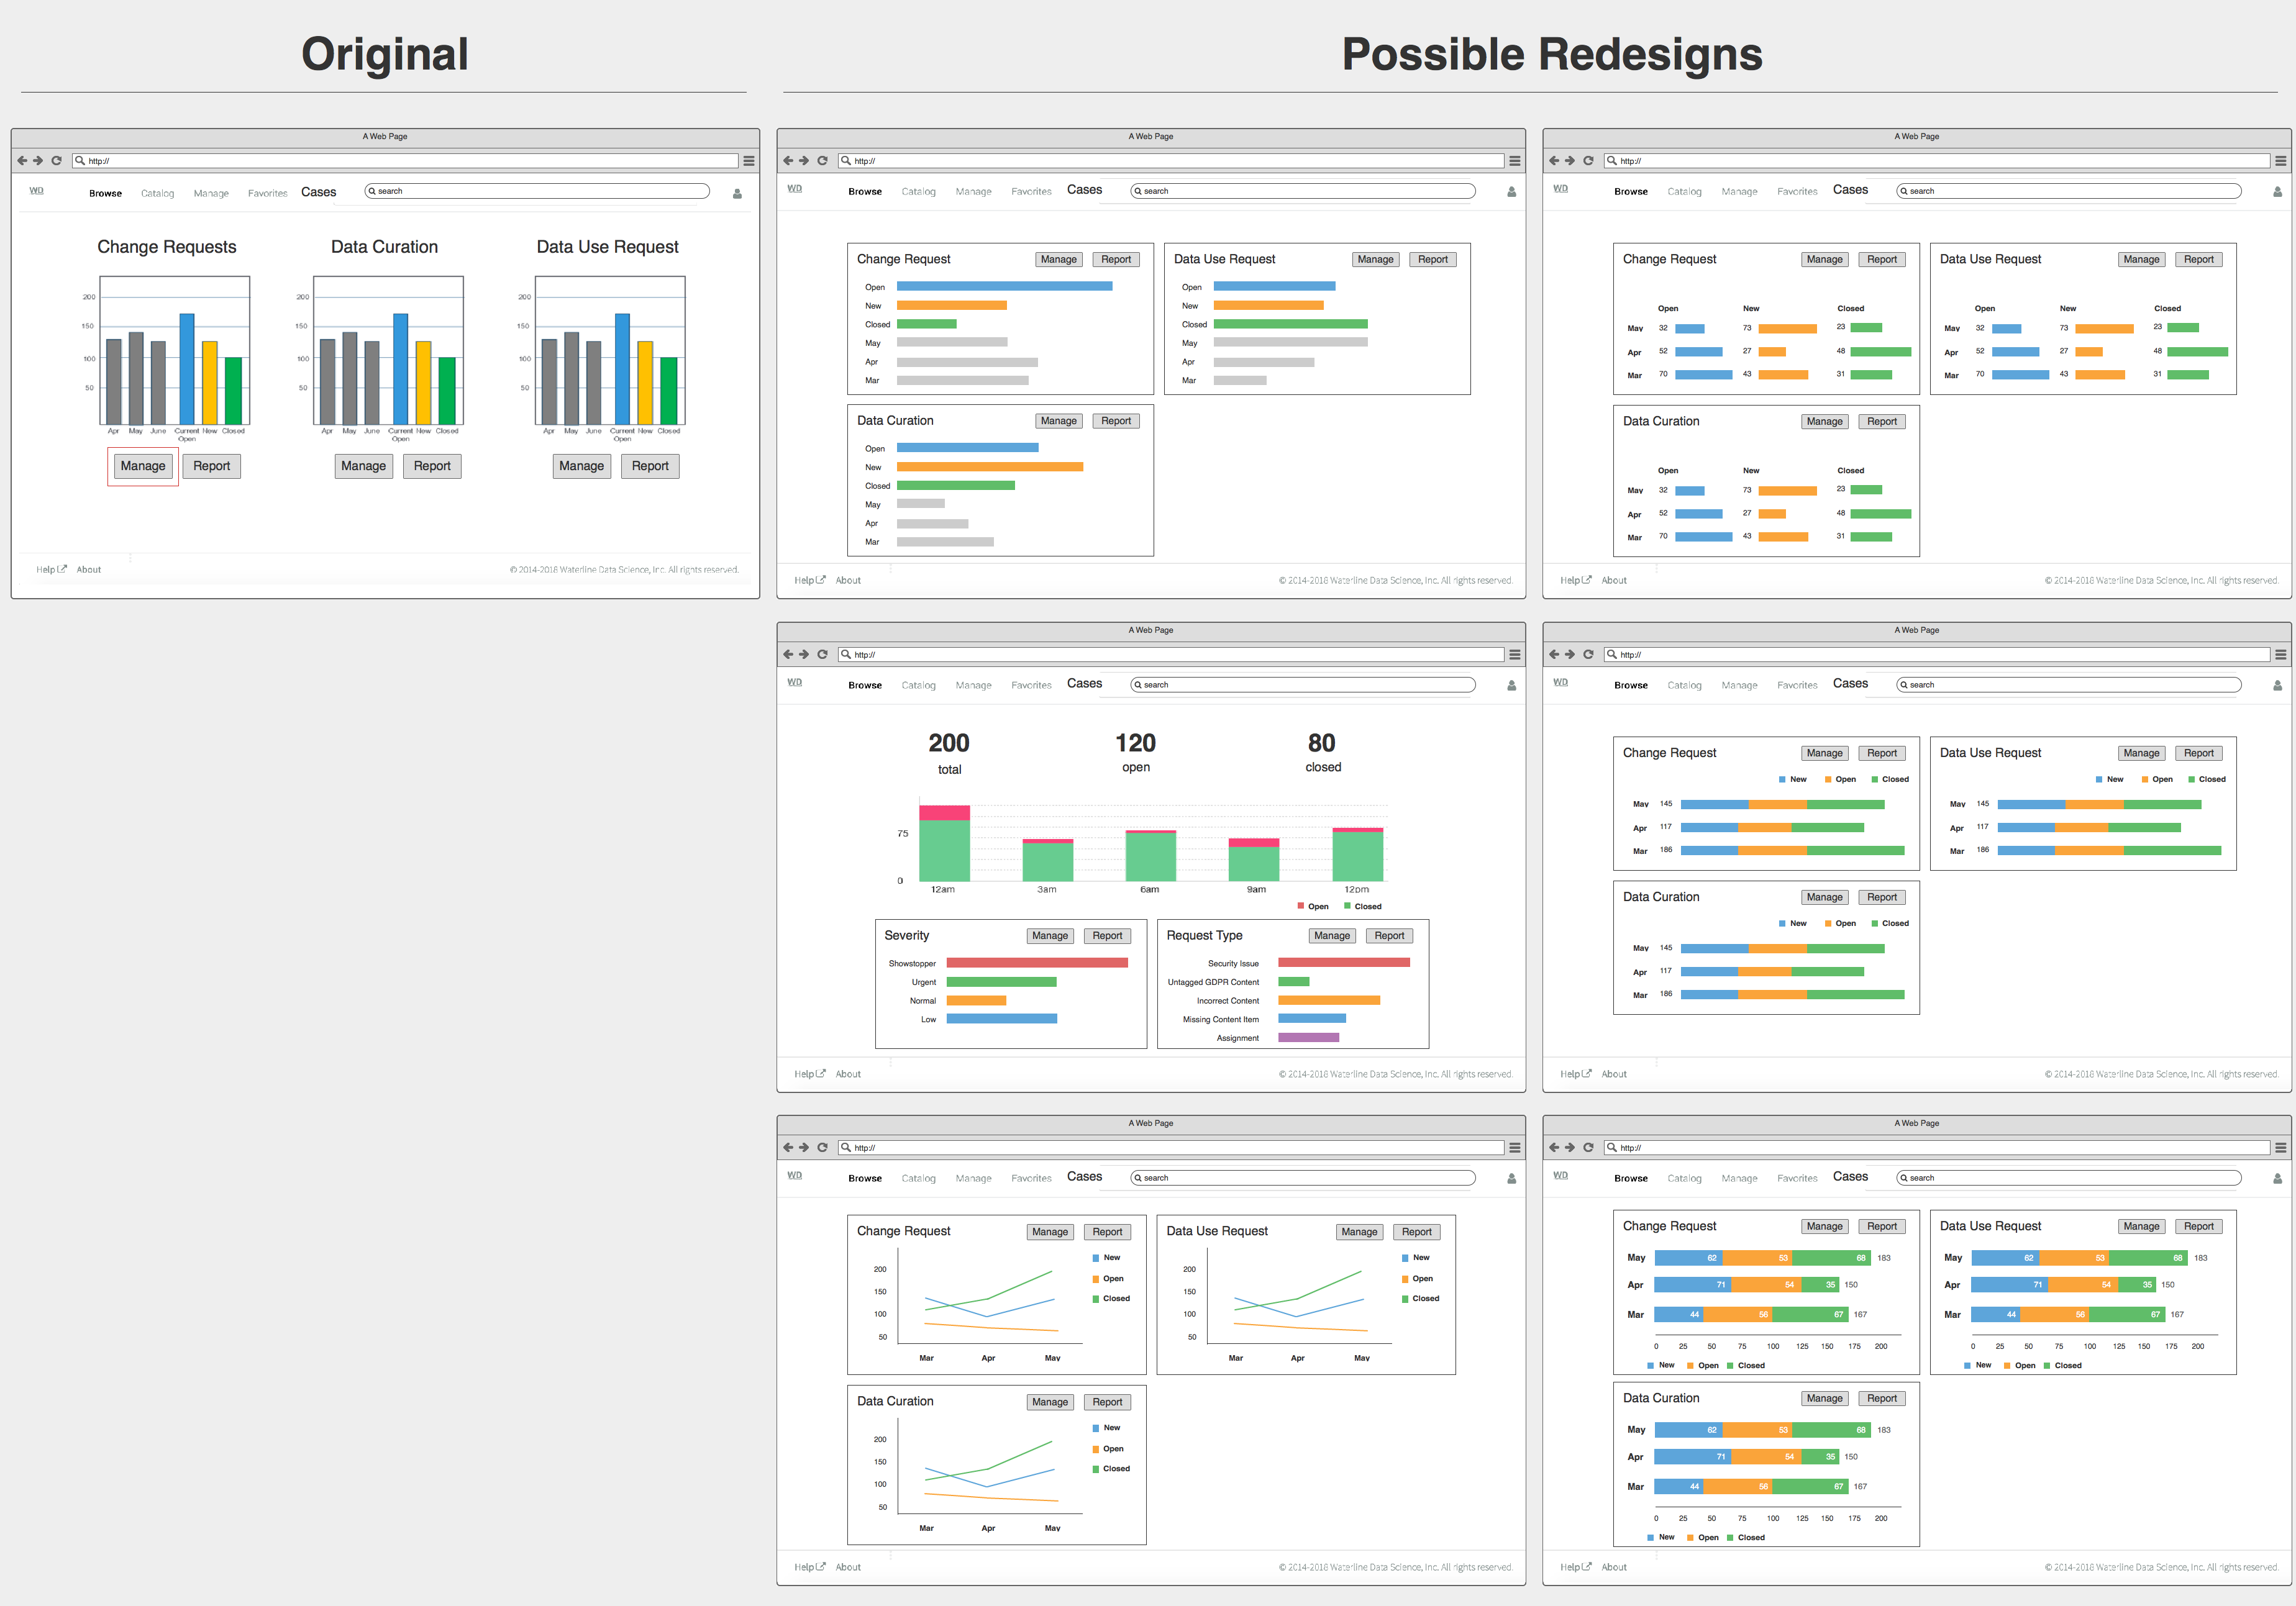 Original
Possible Redesigns
A Web Page
http://
WD Browse Catalog Manage Favorites Cases search
Change Requests Data Curation Data Use Request
200 200 200
150 150 150
100 100 100
50 50 50
Apr May June Current Open New Closed Apr May June Current Open New Closed Apr May June Current Open New Closed
Manage Report Manage Report Manage Report
Help About © 2014-2018 Waterline Data Science, Inc. All rights reserved.
A Web Page
http://
WD Browse Catalog Manage Favorites Cases search
Change Request Manage Report
Open
New
Closed
May
Apr
Mar
Data Use Request Manage Report
Open
New
Closed
May
Apr
Mar
Data Curation Manage Report
Open
New
Closed
May
Apr
Mar
Help About © 2014-2018 Waterline Data Science, Inc. All rights reserved.
A Web Page
http://
WD Browse Catalog Manage Favorites Cases search
Change Request Manage Report
Open New Closed
May 32 73 23
Apr 52 27 48
Mar 70 43 31
Data Use Request Manage Report
Open New Closed
May 32 73 23
Apr 52 27 48
Mar 70 43 31
Data Curation Manage Report
Open New Closed
May 32 73 23
Apr 52 27 48
Mar 70 43 31
Help About © 2014-2018 Waterline Data Science, Inc. All rights reserved.
A Web Page
http://
WD Browse Catalog Manage Favorites Cases search
200 120 80
total open closed
75
0
12am 3am 6am 9am 12pm
Open Closed
Severity Manage Report
Showstopper
Urgent
Normal
Low
Request Type Manage Report
Security Issue
Untagged GDPR Content
Incorrect Content
Missing Content Item
Assignment
Help About © 2014-2018 Waterline Data Science, Inc. All rights reserved.
A Web Page
http://
WD Browse Catalog Manage Favorites Cases search
Change Request Manage Report
New Open Closed
May 145
Apr 117
Mar 186
Data Use Request Manage Report
New Open Closed
May 145
Apr 117
Mar 186
Data Curation Manage Report
New Open Closed
May 145
Apr 117
Mar 186
Help About © 2014-2018 Waterline Data Science, Inc. All rights reserved.
A Web Page
http://
WD Browse Catalog Manage Favorites Cases search
Change Request Manage Report
New
200
Open
150
Closed
100
50
Mar Apr May
Data Use Request Manage Report
New
200
Open
150
Closed
100
50
Mar Apr May
Data Curation Manage Report
New
200
Open
150
Closed
100
50
Mar Apr May
Help About © 2014-2018 Waterline Data Science, Inc. All rights reserved.
A Web Page
http://
WD Browse Catalog Manage Favorites Cases search
Change Request Manage Report
May 62 53 68 183
Apr 71 54 35 150
Mar 44 56 67 167
0 25 50 75 100 125 150 175 200
New Open Closed
Data Use Request Manage Report
May 62 53 68 183
Apr 71 54 35 150
Mar 44 56 67 167
0 25 50 75 100 125 150 175 200
New Open Closed
Data Curation Manage Report
May 62 53 68 183
Apr 71 54 35 150
Mar 44 56 67 167
0 25 50 75 100 125 150 175 200
New Open Closed
Help About © 2014-2018 Waterline Data Science, Inc. All rights reserved.